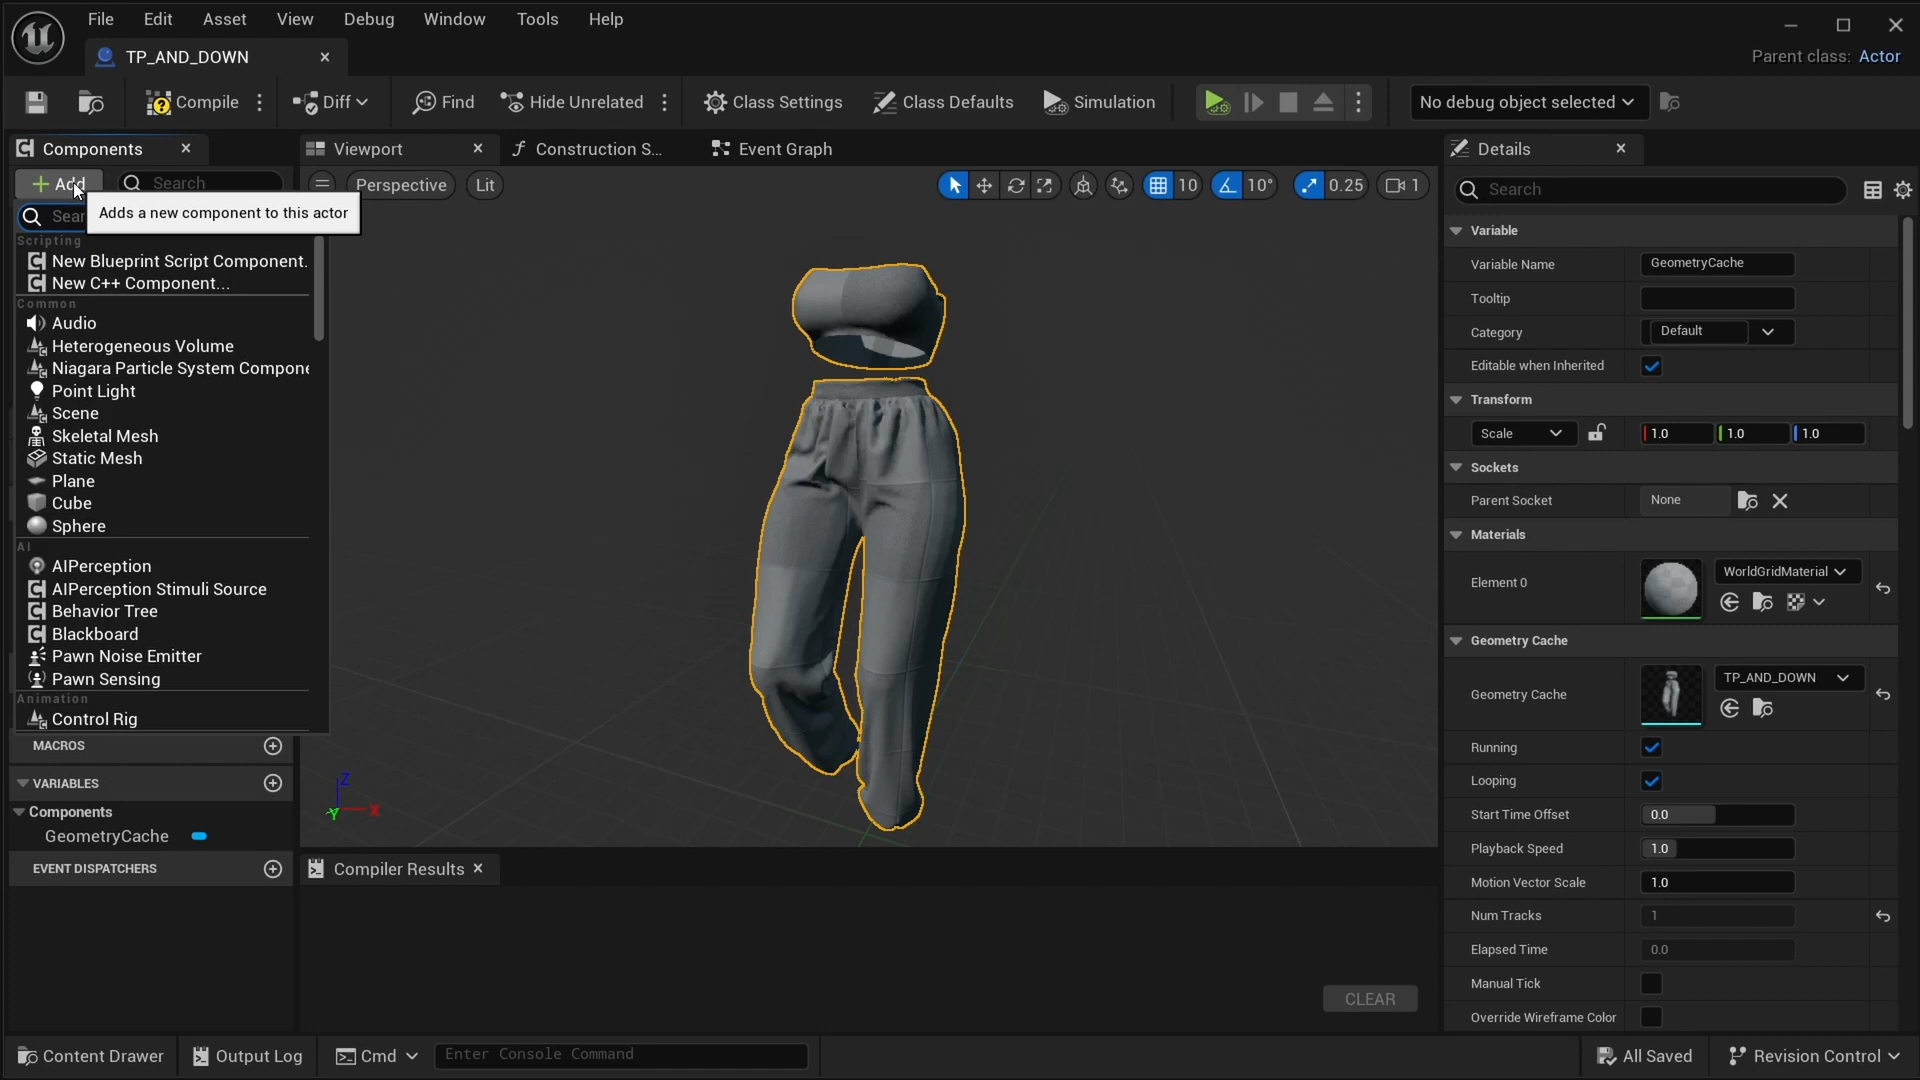 File Edit Asset View Debug Window Tools Help
TP_AND_DOWN
Parent class: Actor
Compile Diff Find Hide Unrelated Class Settings Class Defaults Simulation No debug object selected
Components Viewport Construction S... Event Graph Details
Add Search Perspective Lit 10 10° 0.25 1 Search
Adds a new component to this actor
Scripting
New Blueprint Script Component.
New C++ Component...
Common
Audio
Heterogeneous Volume
Niagara Particle System Compone
Point Light
Scene
Skeletal Mesh
Static Mesh
Plane
Cube
Sphere
AI
AIPerception
AIPerception Stimuli Source
Behavior Tree
Blackboard
Pawn Noise Emitter
Pawn Sensing
Animation
Control Rig
MACROS
VARIABLES
Components
GeometryCache
EVENT DISPATCHERS
Z
Y X
Compiler Results
CLEAR
Variable
Variable Name GeometryCache
Tooltip
Category Default
Editable when Inherited
Transform
Scale 1.0 1.0 1.0
Sockets
Parent Socket None
Materials
Element 0 WorldGridMaterial
Geometry Cache
Geometry Cache TP_AND_DOWN
Running
Looping
Start Time Offset 0.0
Playback Speed 1.0
Motion Vector Scale 1.0
Num Tracks 1
Elapsed Time 0.0
Manual Tick
Override Wireframe Color
Content Drawer Output Log Cmd Enter Console Command All Saved Revision Control